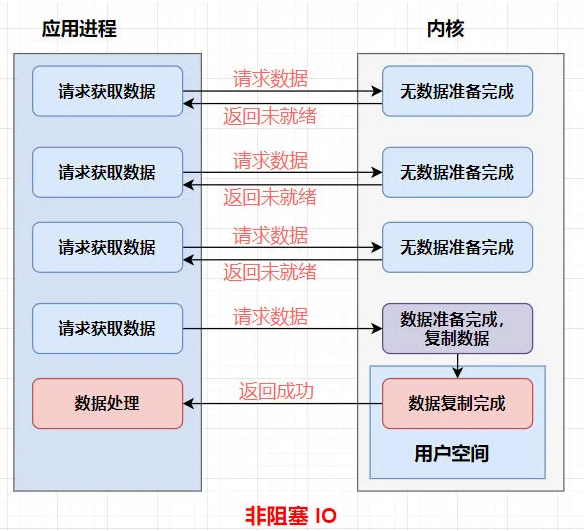 应用进程
内核
请求获取数据
请求数据
无数据准备完成
返回未就绪
请求获取数据
请求数据
无数据准备完成
返回未就绪
请求获取数据
请求数据
无数据准备完成
返回未就绪
请求获取数据
请求数据
数据准备完成，
复制数据
数据处理
返回成功
数据复制完成
用户空间
非阻塞 IO